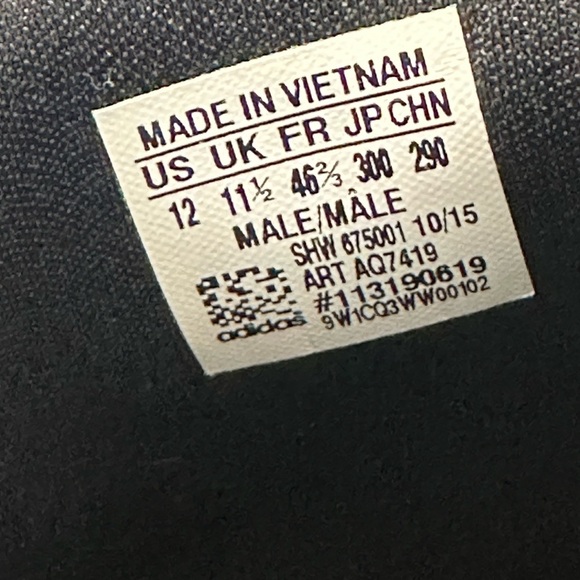 MADE IN VIETNAM
US UK FR JP CHN
12 11½ 46⅔ 300 290
MALE/MÂLE
SHW 675001 10/15
ART AQ7419
#113190619
adidas 9W1CQ3WW00102